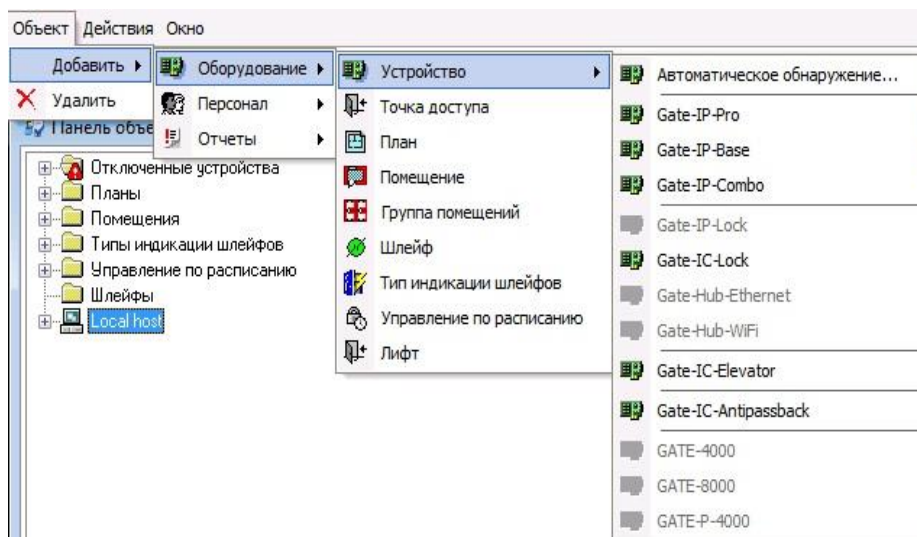 Объект Действия Окно
Добавить
Удалить
Оборудование
Персонал
Отчеты
Устройство
Точка доступа
План
Помещение
Группа помещений
Шлейф
Тип индикации шлейфов
Управление по расписанию
Лифт
Автоматическое обнаружение...
Gate-IP-Pro
Gate-IP-Base
Gate-IP-Combo
Gate-IP-Lock
Gate-IC-Lock
Gate-Hub-Ethernet
Gate-Hub-WiFi
Gate-IC-Elevator
Gate-IC-Antipassback
GATE-4000
GATE-8000
GATE-P-4000
Панель объе
Отключенные устройства
Планы
Помещения
Типы индикации шлейфов
Управление по расписанию
Шлейфы
Local host